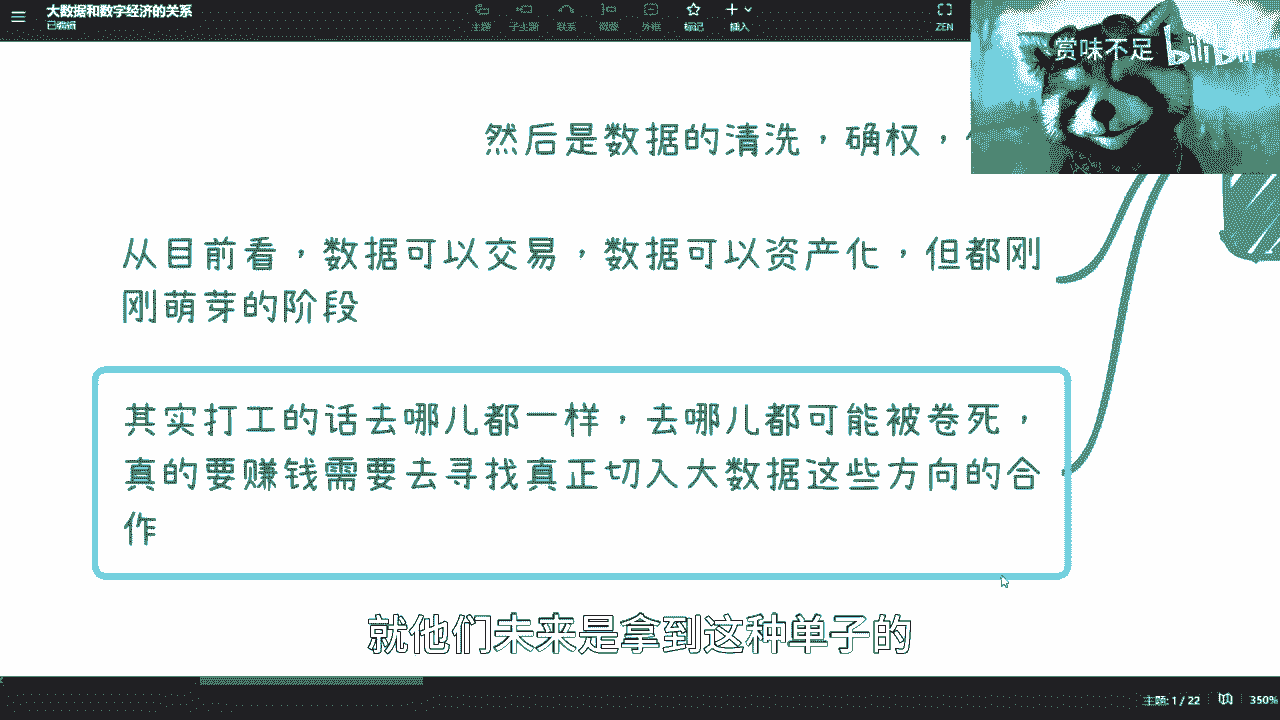 大数据和数字经济的关系
已编辑
主题
子主题
联系
概要
外框
标记
插入
ZEN
赏味不足
bilibili
然后是数据的清洗，确权，
从目前看，数据可以交易，数据可以资产化，但都刚
刚萌芽的阶段
其实打工的话去哪儿都一样，去哪儿都可能被卷死，
真的要赚钱需要去寻找真正切入大数据这些方向的合
作
就他们未来是拿到这种单子的
主题: 1 / 22
350%